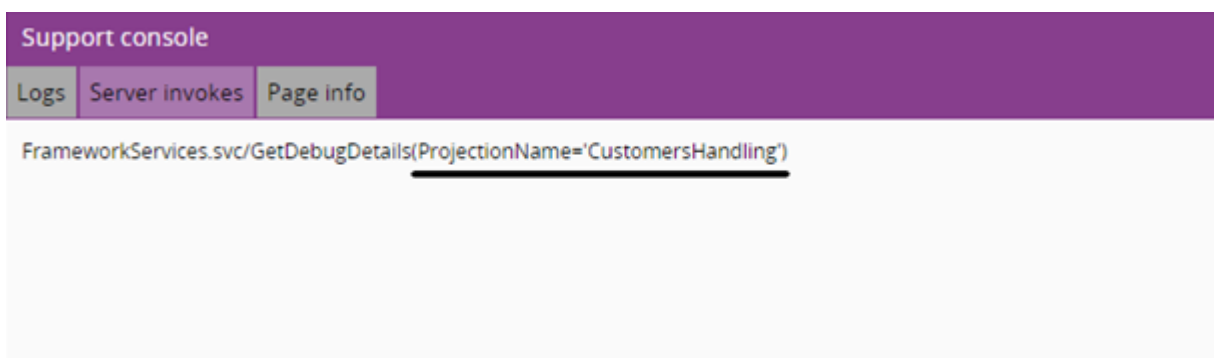 Support console
Logs Server invokes Page info
FrameworkServices.svc/GetDebugDetails(ProjectionName='CustomersHandling')